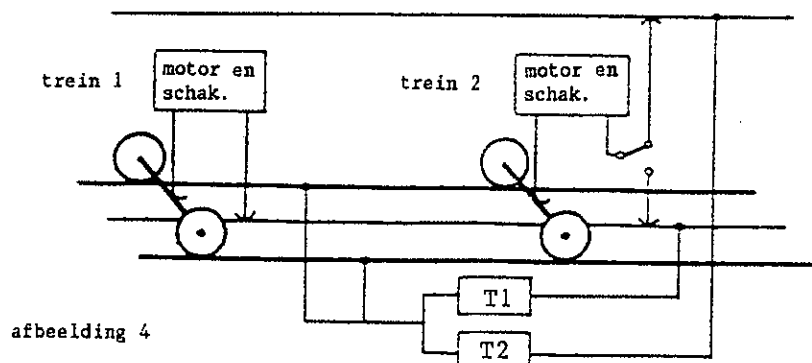 trein 1
motor en
schak.
trein 2
motor en
schak.
T1
T2
afbeelding 4